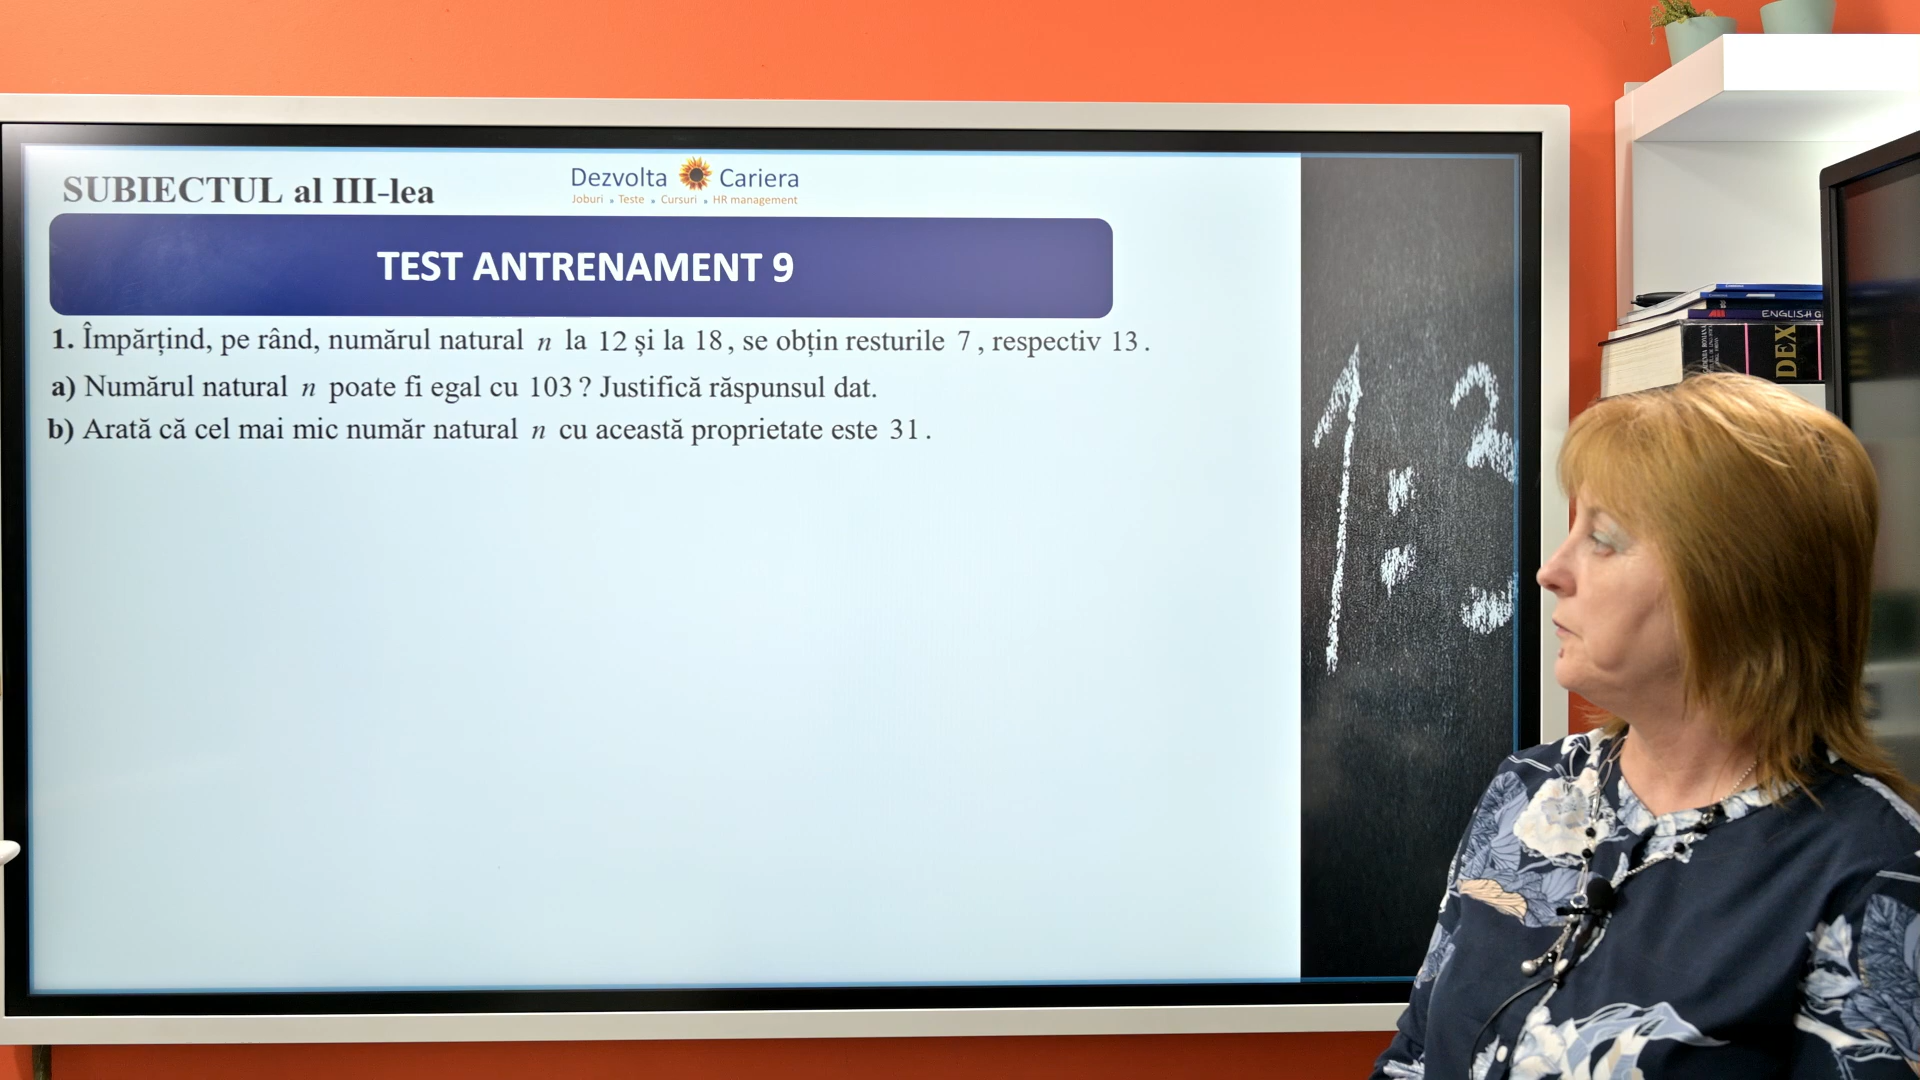 SUBIECTUL al III-lea
Dezvolta Cariera
Joburi • Teste • Cursuri • HR management
TEST ANTRENAMENT 9
1. Împărțind, pe rând, numărul natural n la 12 și la 18, se obțin resturile 7, respectiv 13.
a) Numărul natural n poate fi egal cu 103? Justifică răspunsul dat.
b) Arată că cel mai mic număr natural n cu această proprietate este 31.
ENGLISH G
DEX